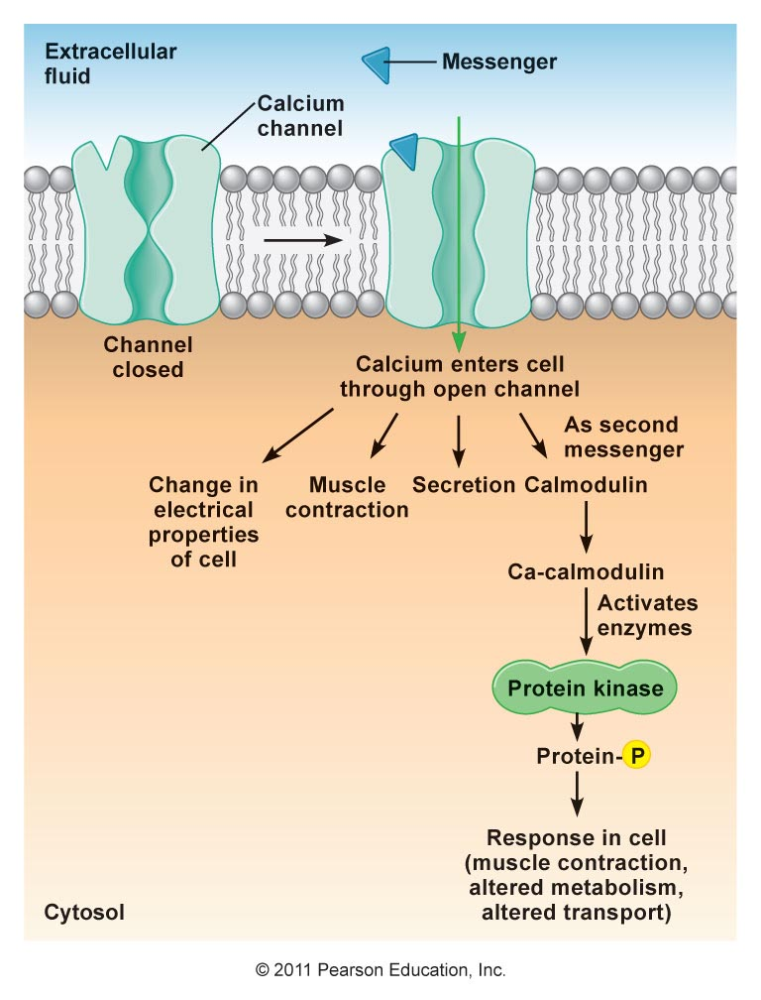 Extracellular
fluid
Messenger
Calcium
channel
Channel
closed
Calcium enters cell
through open channel
As second
messenger
Change in
electrical
properties
of cell
Muscle
contraction
Secretion
Calmodulin
Ca-calmodulin
Activates
enzymes
Protein kinase
Protein-P
Response in cell
(muscle contraction,
altered metabolism,
altered transport)
Cytosol
© 2011 Pearson Education, Inc.